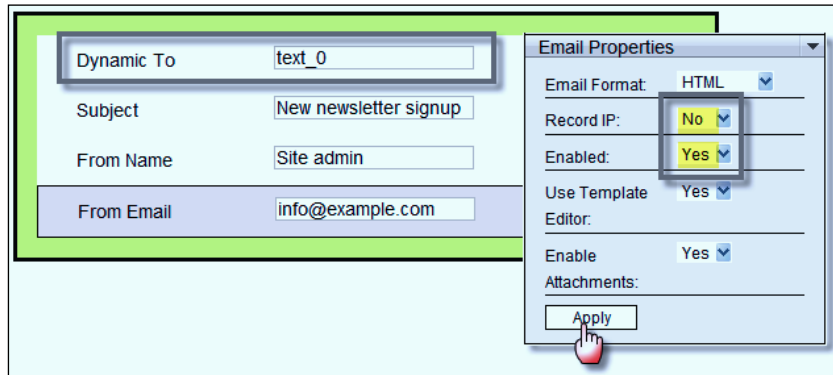 Dynamic To text_0
Subject New newsletter signup
From Name Site admin
From Email info@example.com
Email Properties
Email Format: HTML
Record IP: No
Enabled: Yes
Use Template Yes
Editor:
Enable Yes
Attachments:
Apply